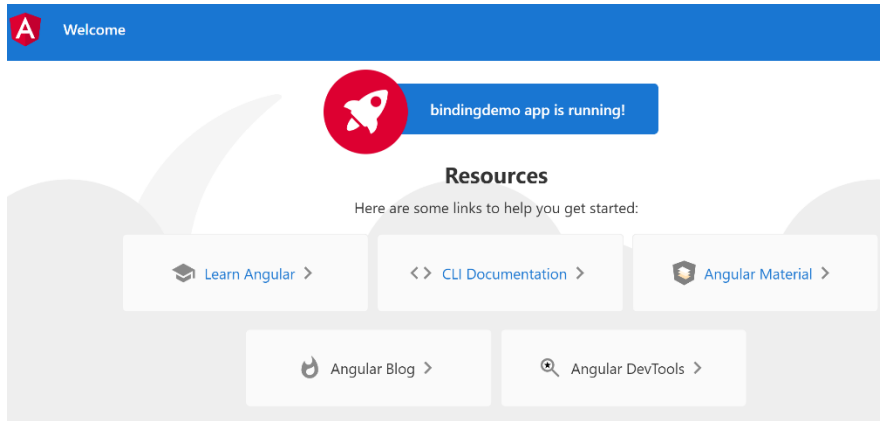 Welcome
bindingdemo app is running!
Resources
Here are some links to help you get started:
Learn Angular
CLI Documentation
Angular Material
Angular Blog
Angular DevTools